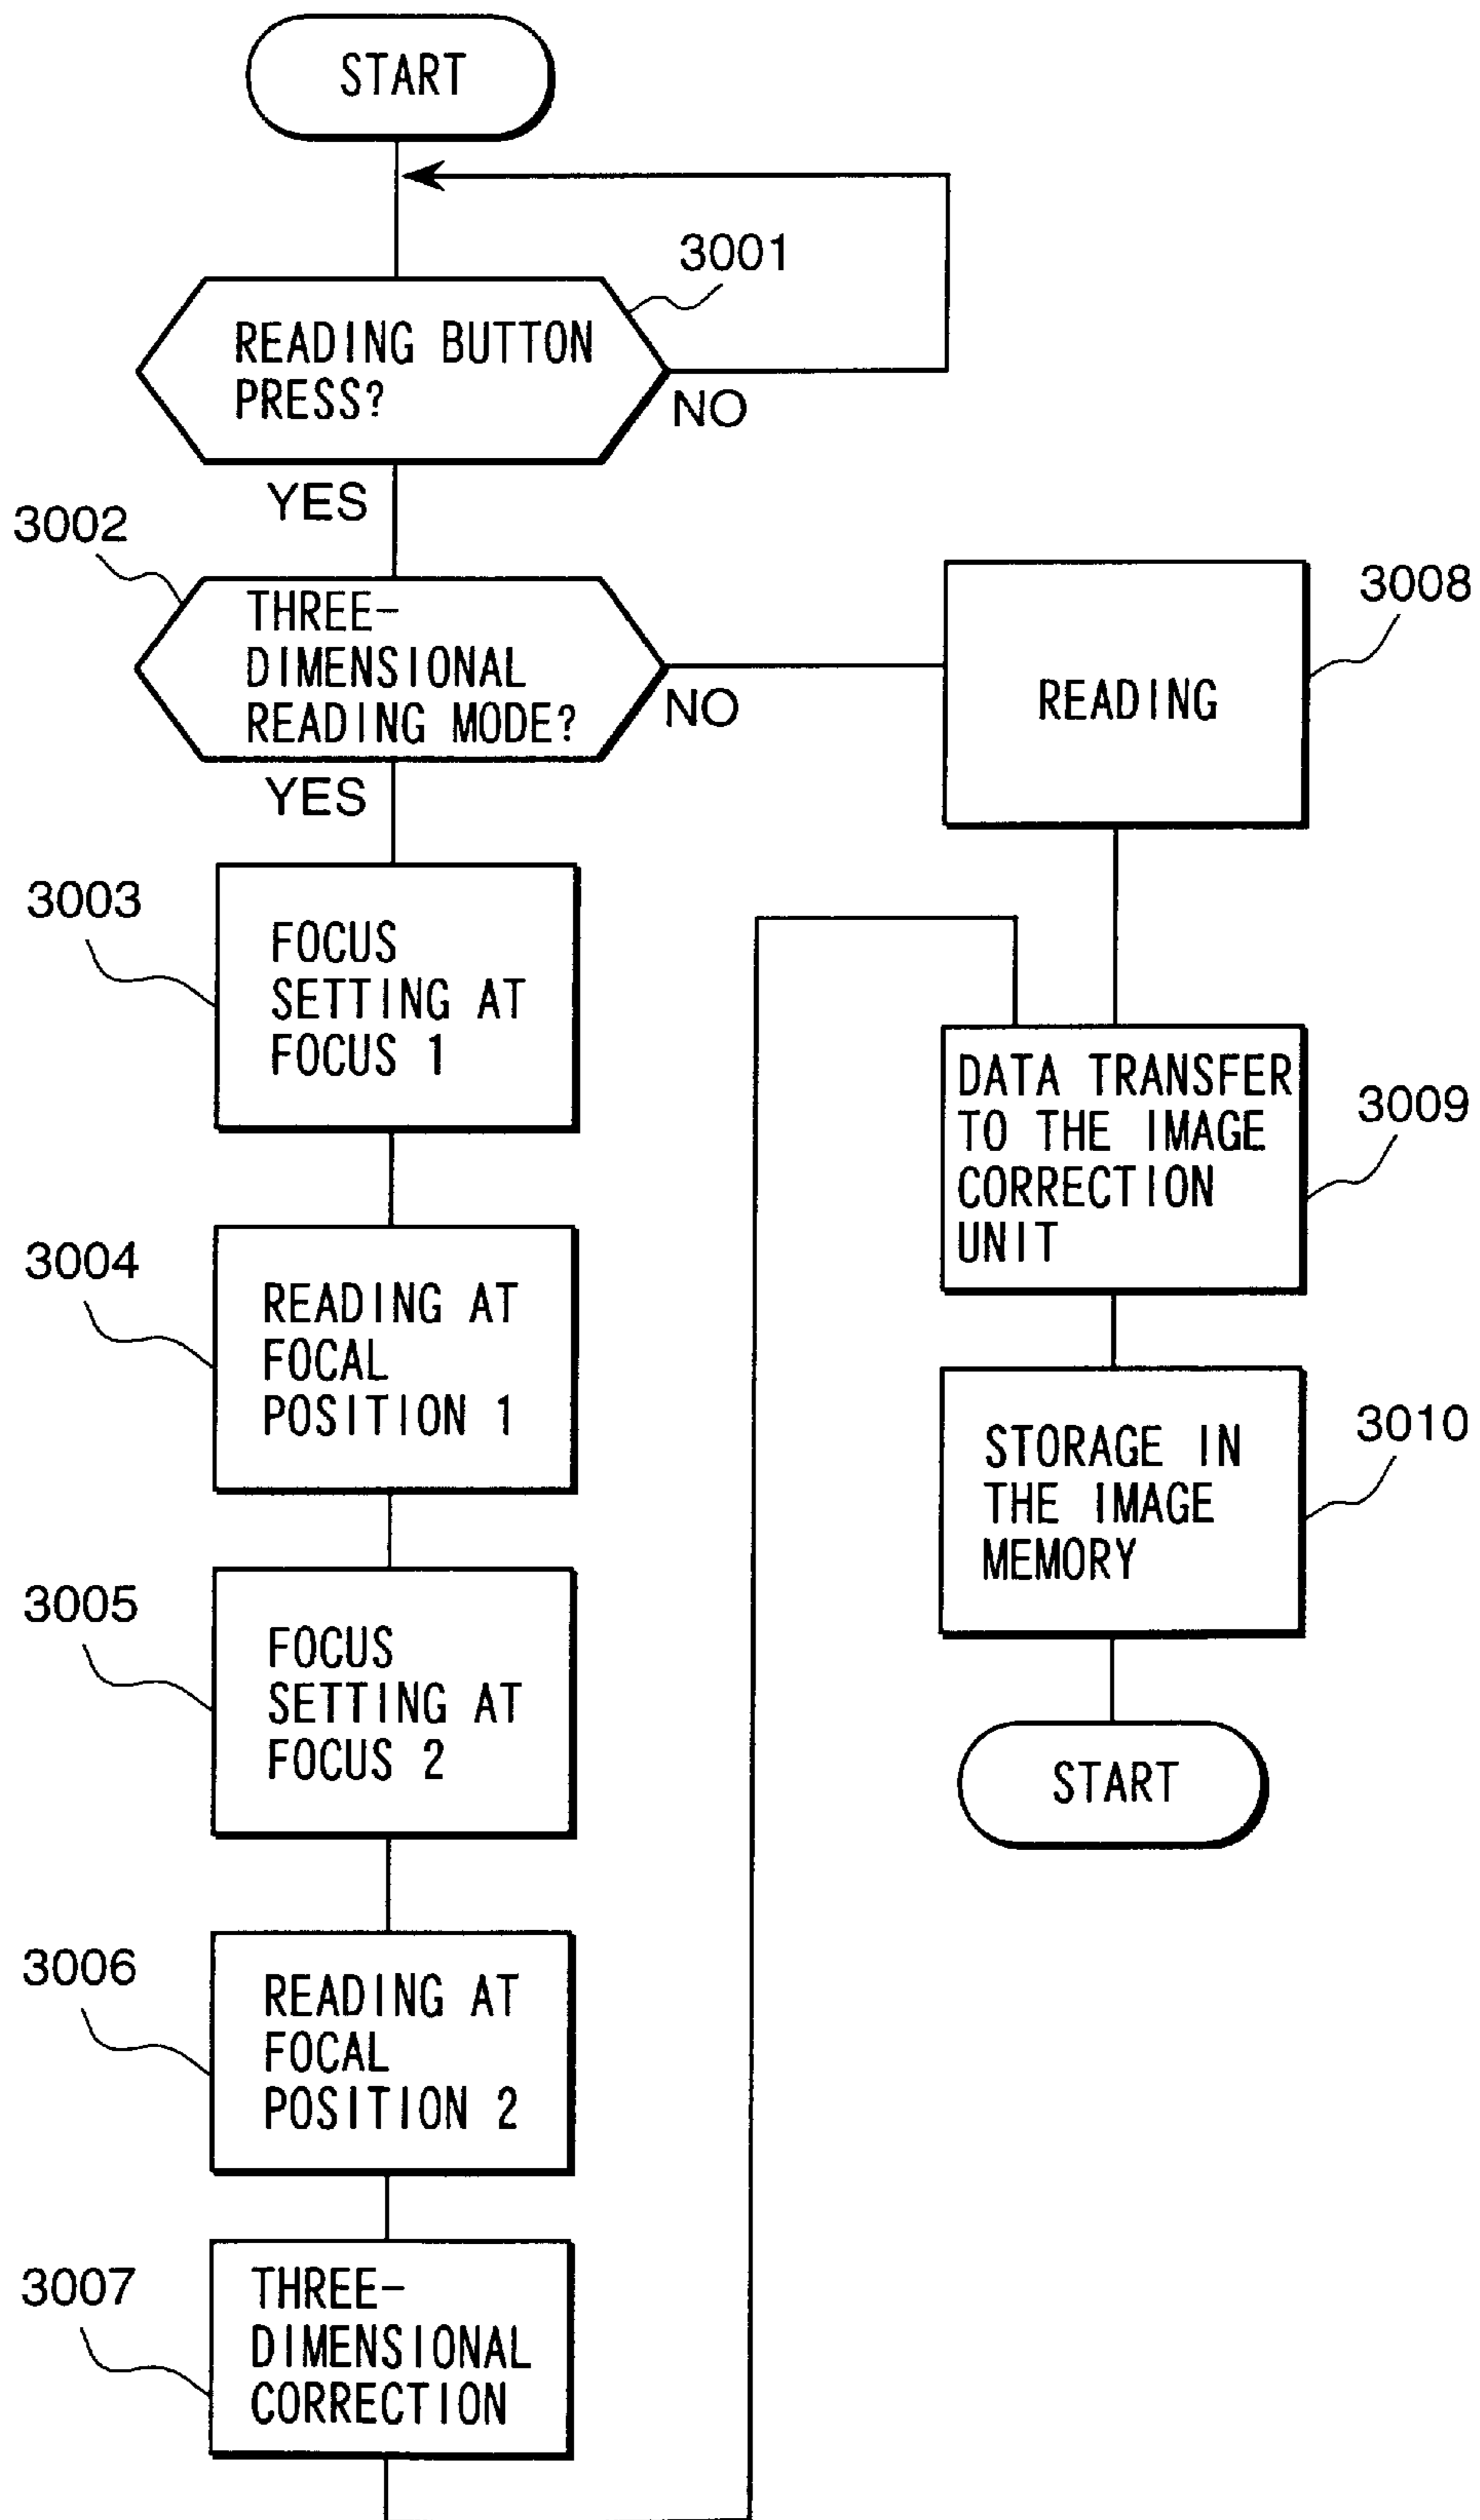 START
3001
READING BUTTON
PRESS?
NO
YES
3002
THREE-
DIMENSIONAL
READING MODE?
NO
YES
3003
FOCUS
SETTING AT
FOCUS 1
3004
READING AT
FOCAL
POSITION 1
3005
FOCUS
SETTING AT
FOCUS 2
3006
READING AT
FOCAL
POSITION 2
3007
THREE-
DIMENSIONAL
CORRECTION
3008
READING
DATA TRANSFER
TO THE IMAGE
CORRECTION
UNIT
3009
STORAGE IN
THE IMAGE
MEMORY
3010
START